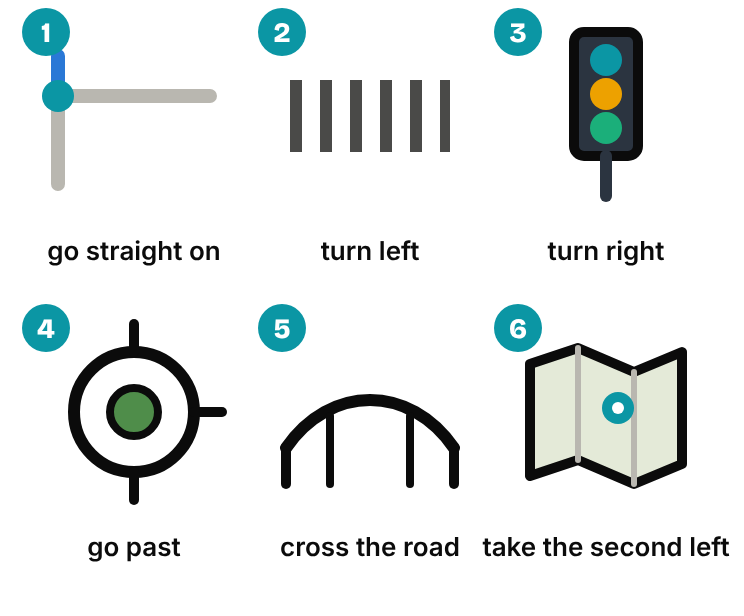 1
2
3
go straight on
turn left
turn right
4
5
6
go past
cross the road
take the second left